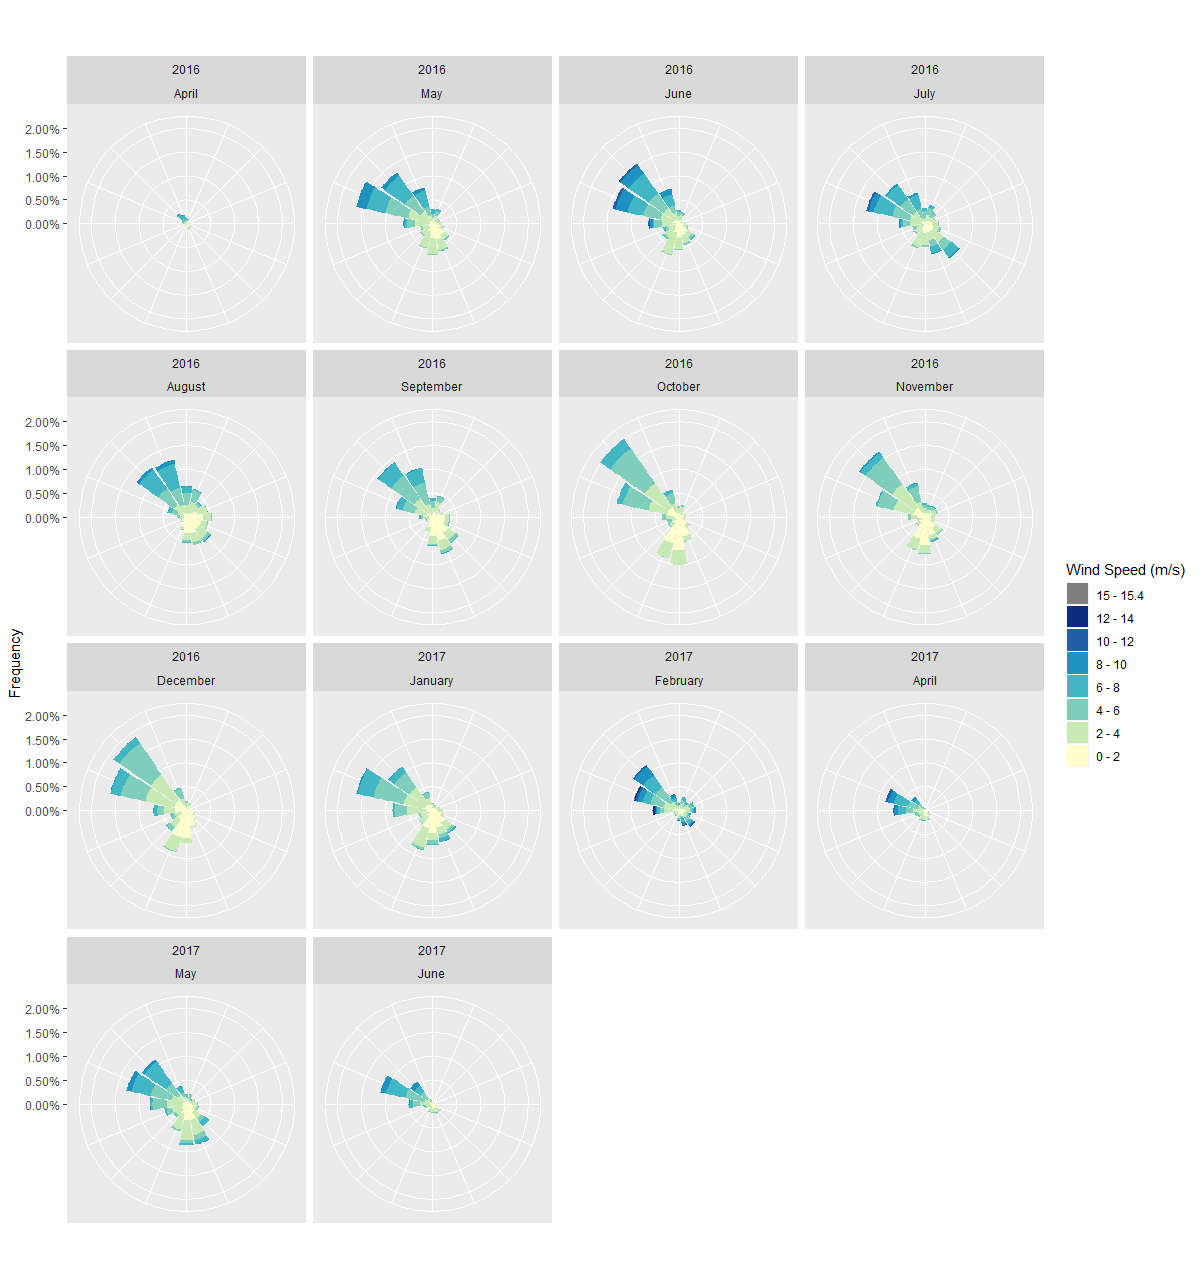 2016
April
2016
May
2016
June
2016
July
2.00%
1.50%
1.00%
0.50%
0.00%
2016
August
2016
September
2016
October
2016
November
2.00%
1.50%
1.00%
0.50%
0.00%
2016
December
2017
January
2017
February
2017
April
2.00%
1.50%
1.00%
0.50%
0.00%
2017
May
2017
June
2.00%
1.50%
1.00%
0.50%
0.00%
Frequency
Wind Speed (m/s)
15 - 15.4
12 - 14
10 - 12
8 - 10
6 - 8
4 - 6
2 - 4
0 - 2